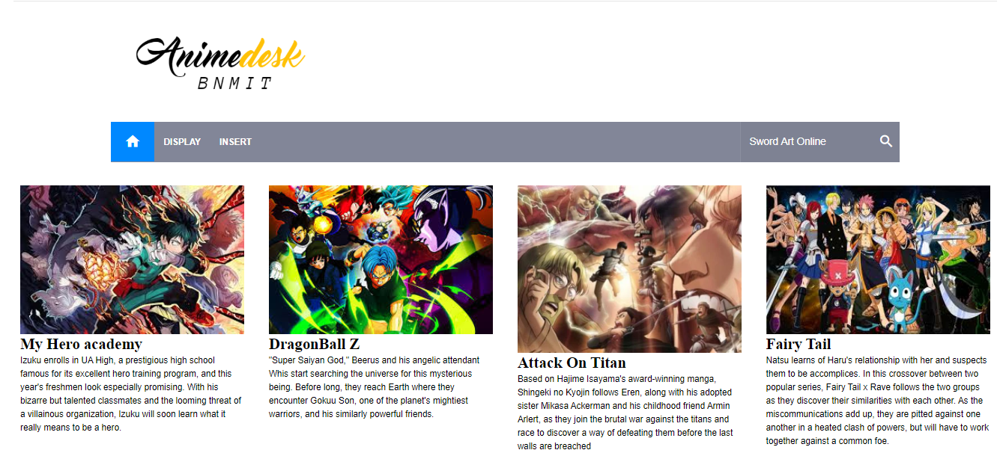 Animedesk
BNMIT
DISPLAY INSERT Sword Art Online
My Hero academy
Izuku enrolls in UA High, a prestigious high school
famous for its excellent hero training program, and this
year's freshmen look especially promising. With his
bizarre but talented classmates and the looming threat of
a villainous organization, Izuku will soon learn what it
really means to be a hero.
DragonBall Z
"Super Saiyan God," Beerus and his angelic attendant
Whis start searching the universe for this mysterious
being. Before long, they reach Earth where they
encounter Gokuu Son, one of the planet's mightiest
warriors, and his similarly powerful friends.
Attack On Titan
Based on Hajime Isayama's award-winning manga,
Shingeki no Kyojin follows Eren, along with his adopted
sister Mikasa Ackerman and his childhood friend Armin
Arlert, as they join the brutal war against the titans and
race to discover a way of defeating them before the last
walls are breached
Fairy Tail
Natsu learns of Haru's relationship with her and suspects
them to be accomplices. In this crossover between two
popular series, Fairy Tail x Rave follows the two groups
as they discover their similarities with each other. As the
miscommunications add up, they are pitted against one
another in a heated clash of powers, but will have to work
together against a common foe.